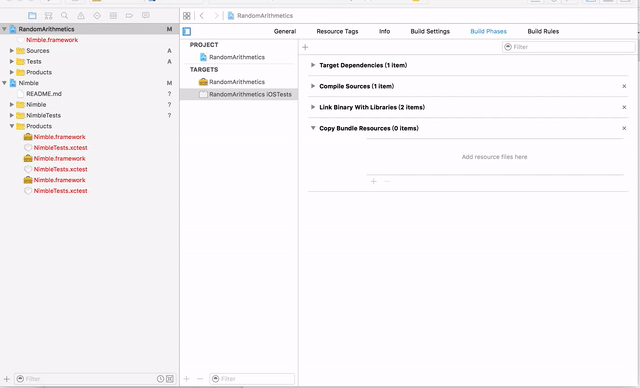 RandomArithmetics
RandomArithmetics M
Nimble.framework
Sources A
Tests A
Products
Nimble M
README.md ?
Nimble ?
NimbleTests ?
Products
Nimble.framework
NimbleTests.xctest
Nimble.framework
NimbleTests.xctest
Nimble.framework
NimbleTests.xctest
Filter
PROJECT
RandomArithmetics
TARGETS
RandomArithmetics
RandomArithmetics iOSTests
Filter
General Resource Tags Info Build Settings Build Phases Build Rules
Filter
Target Dependencies (1 item)
Compile Sources (1 item)
Link Binary With Libraries (2 items)
Copy Bundle Resources (0 items)
Add resource files here